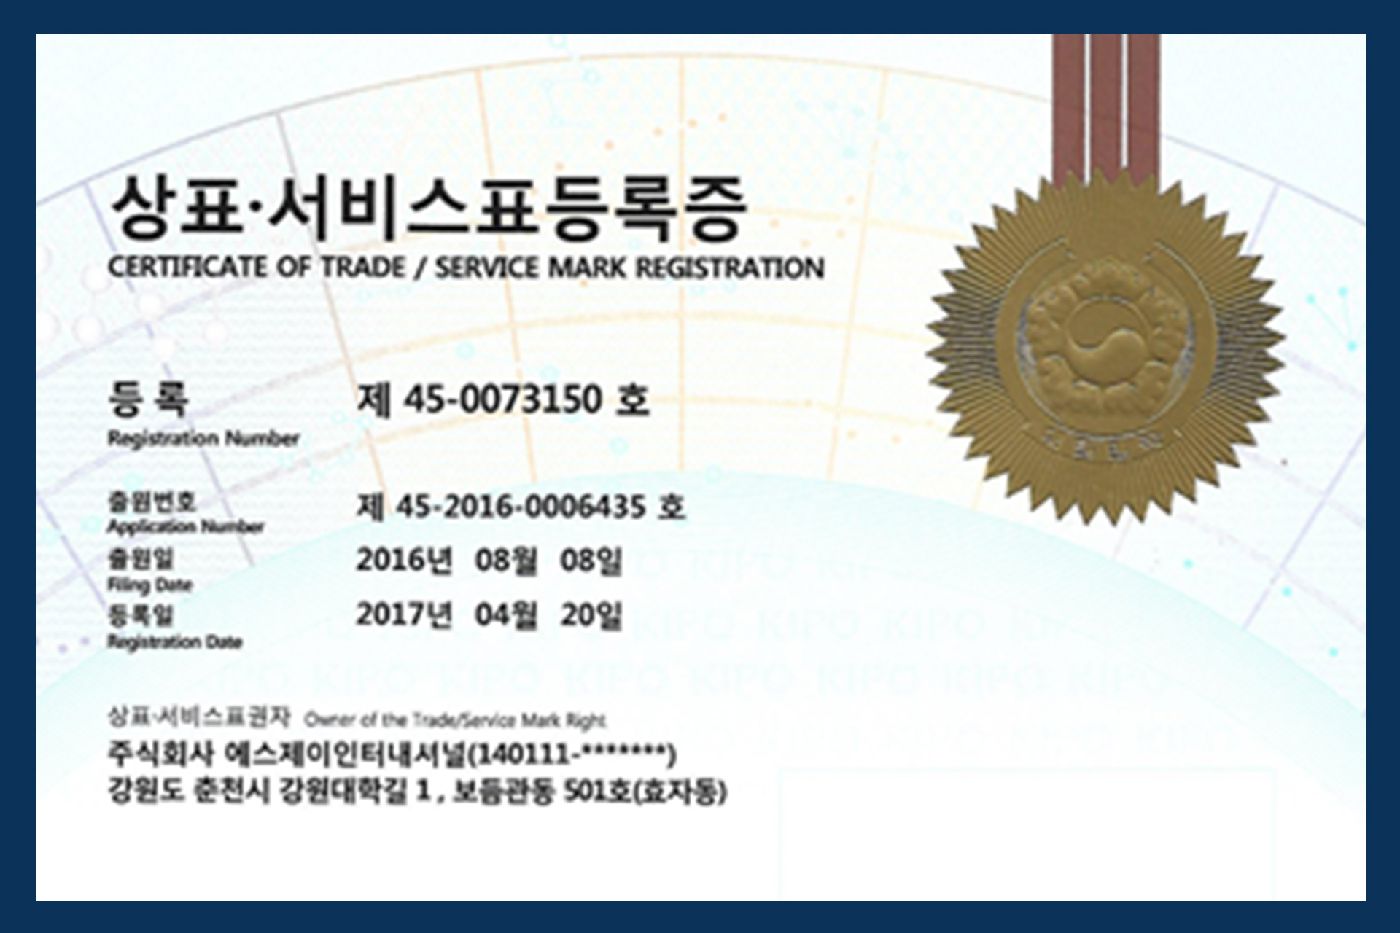 상표·서비스표등록증
CERTIFICATE OF TRADE / SERVICE MARK REGISTRATION
등 록 제 45-0073150 호
Registration Number
출원번호 제 45-2016-0006435 호
Application Number
출원일 2016년 08월 08일
Filing Date
등록일 2017년 04월 20일
Registration Date
상표·서비스표권자 Owner of the Trade/Service Mark Right
주식회사 에스제이인터내셔널(140111-*******)
강원도 춘천시 강원대학길 1 , 보듬관동 501호(효자동)
KIPO KIPO KIPO KIPO
KIPO KIPO KIPO KIPO KIPO KIPO KIPO